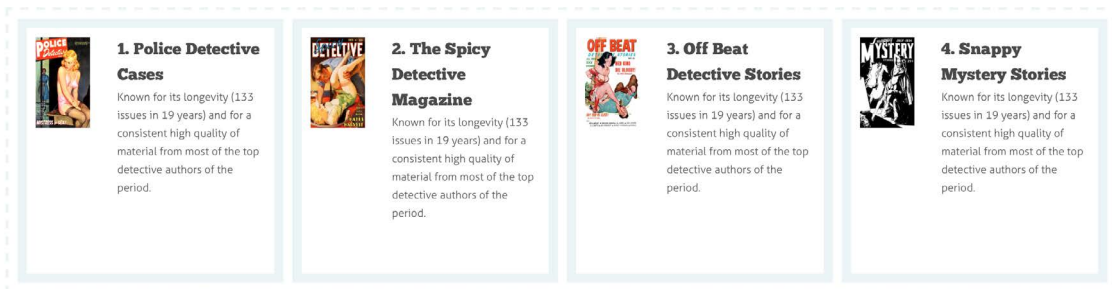 1. Police Detective
Cases
Known for its longevity (133
issues in 19 years) and for a
consistent high quality of
material from most of the top
detective authors of the
period.
2. The Spicy
Detective
Magazine
Known for its longevity (133
issues in 19 years) and for a
consistent high quality of
material from most of the top
detective authors of the
period.
3. Off Beat
Detective Stories
Known for its longevity (133
issues in 19 years) and for a
consistent high quality of
material from most of the top
detective authors of the
period.
4. Snappy
Mystery Stories
Known for its longevity (133
issues in 19 years) and for a
consistent high quality of
material from most of the top
detective authors of the
period.
POLICE
DETECTIVE
OFF BEAT
MYSTERY